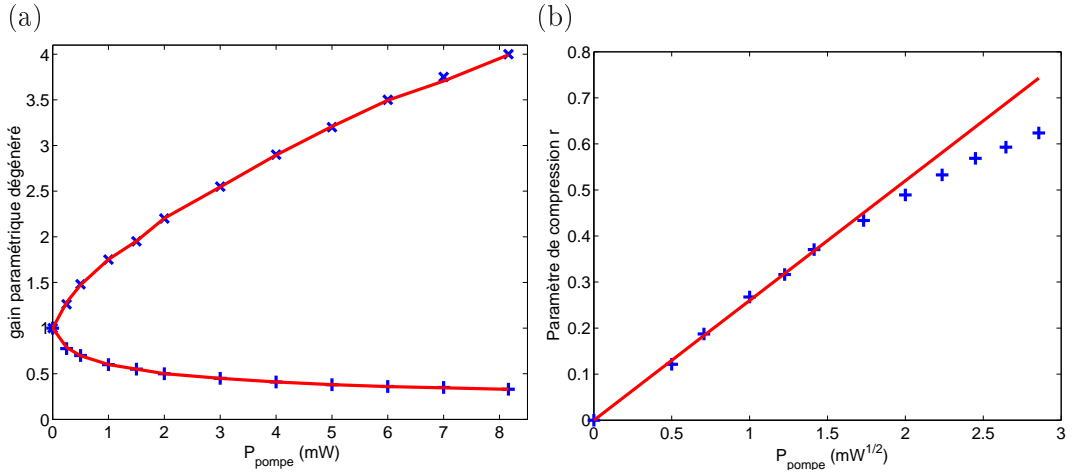 (a)
(b)
gain paramétrique dégénéré
4
3.5
3
2.5
2
1.5
1
0.5
0
0 1 2 3 4 5 6 7 8
P_pompe (mW)
Paramètre de compression r
0.8
0.7
0.6
0.5
0.4
0.3
0.2
0.1
0
0 0.5 1 1.5 2 2.5 3
P_pompe (mW^1/2)